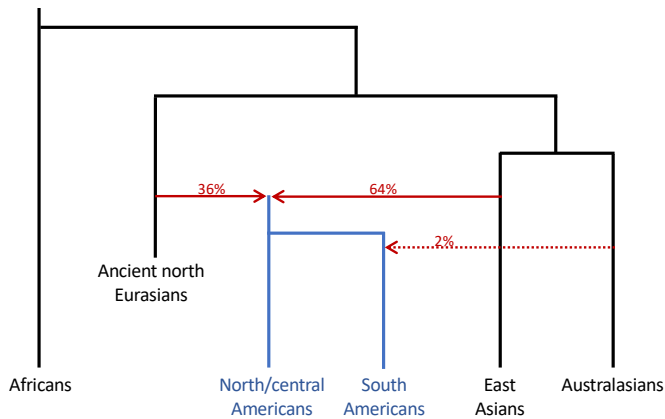 36%
64%
2%
Ancient north
Eurasians
Africans
North/central
Americans
South
Americans
East
Asians
Australasians